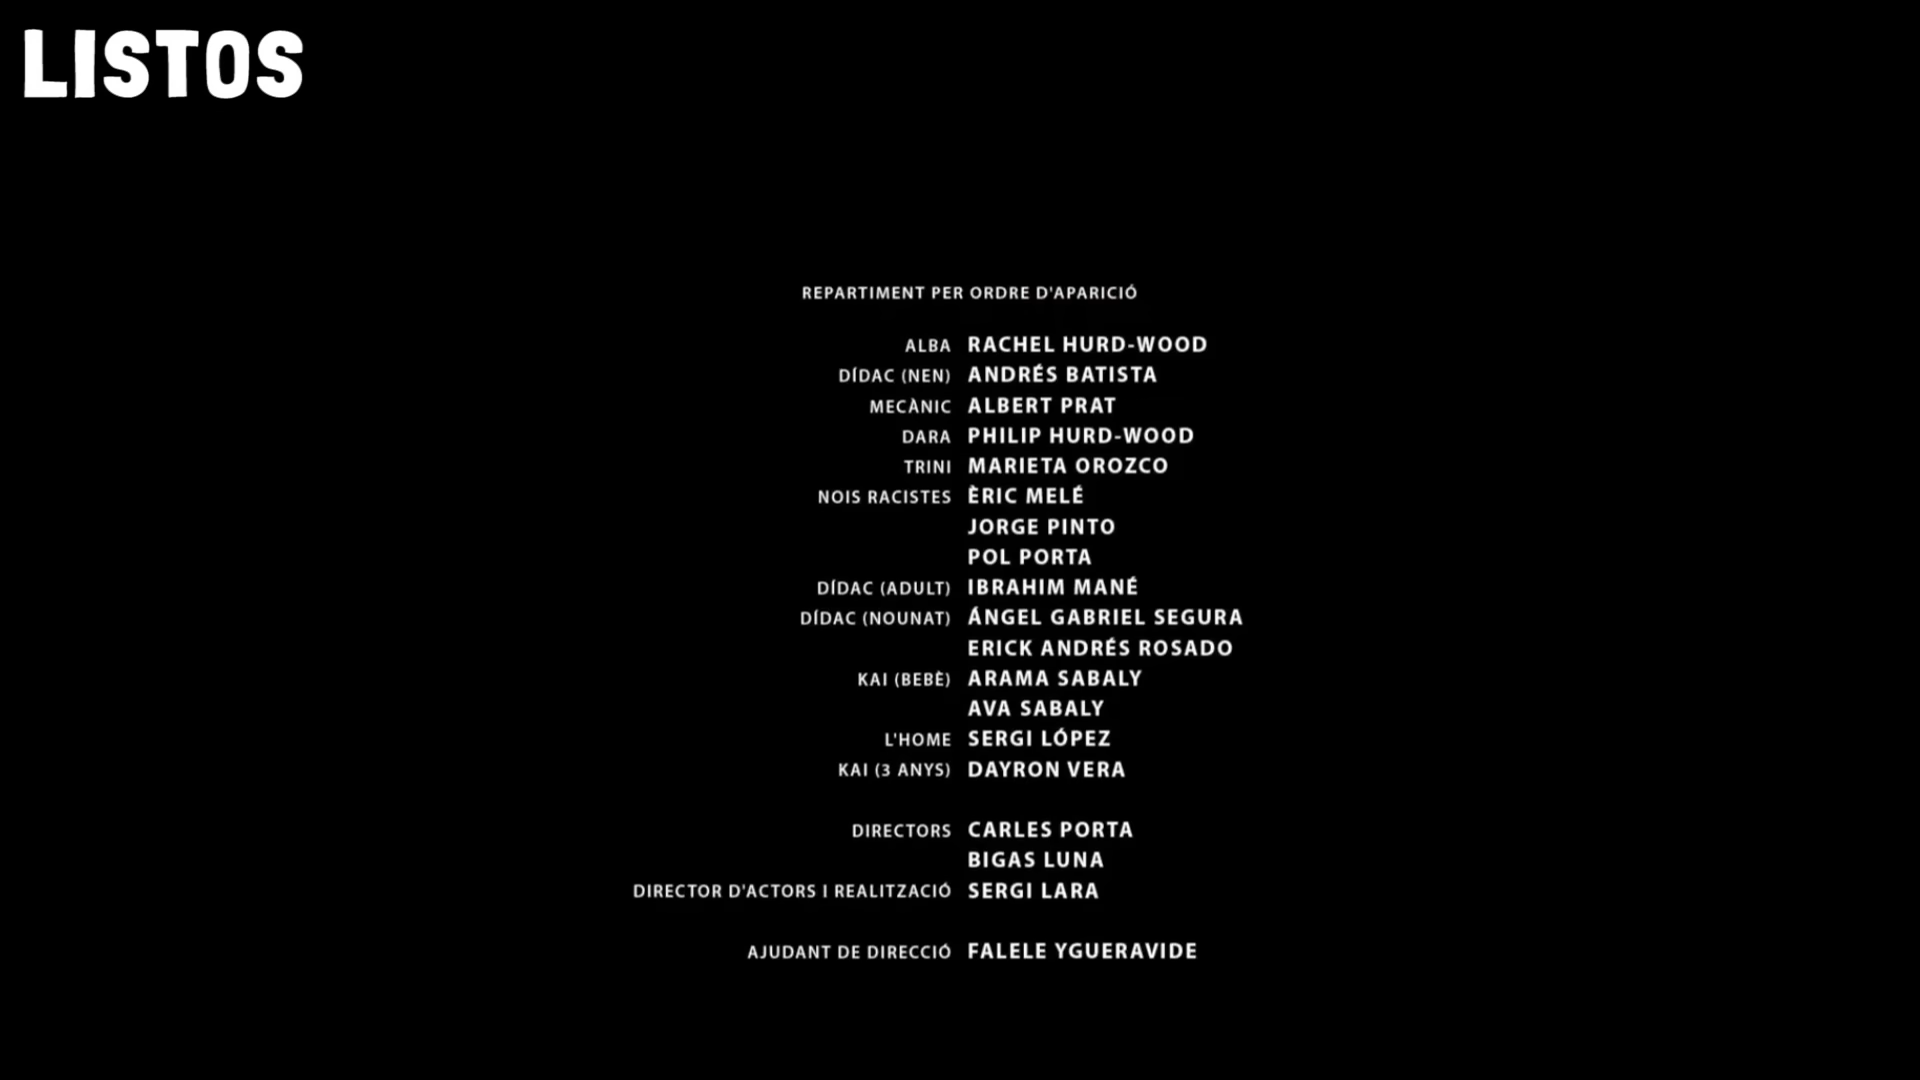 LISTOS
REPARTIMENT PER ORDRE D'APARICIÓ
ALBA RACHEL HURD-WOOD
DÍDAC (NEN) ANDRÉS BATISTA
MECÀNIC ALBERT PRAT
DARA PHILIP HURD-WOOD
TRINI MARIETA OROZCO
NOIS RACISTES ÈRIC MELÉ
JORGE PINTO
POL PORTA
DÍDAC (ADULT) IBRAHIM MANÉ
DÍDAC (NOUNAT) ÁNGEL GABRIEL SEGURA
ERICK ANDRÉS ROSADO
KAI (BEBÈ) ARAMA SABALY
AVA SABALY
L'HOME SERGI LÓPEZ
KAI (3 ANYS) DAYRON VERA
DIRECTORS CARLES PORTA
BIGAS LUNA
DIRECTOR D'ACTORS I REALITZACIÓ SERGI LARA
AJUDANT DE DIRECCIÓ FALELE YGUERAVIDE